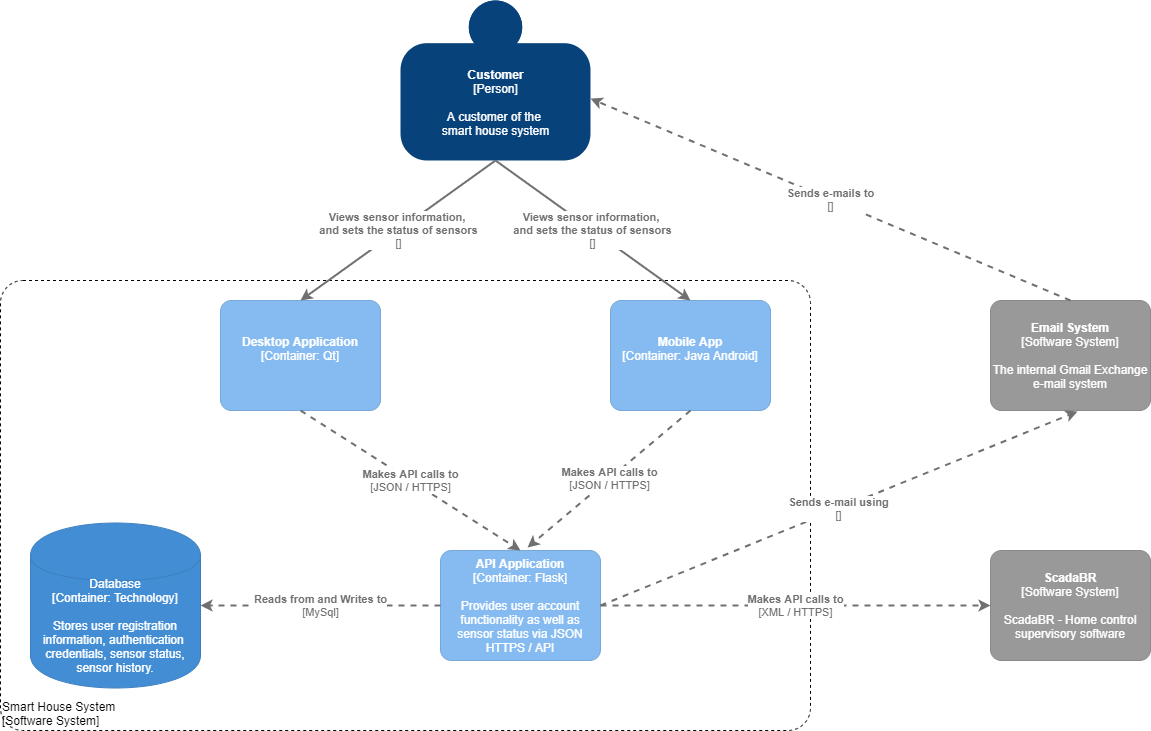 Customer
[Person]
A customer of the
smart house system
Sends e-mails to
[]
Views sensor information,
and sets the status of sensors
[]
Views sensor information,
and sets the status of sensors
[]
Desktop Application
[Container: Qt]
Mobile App
[Container: Java Android]
Email System
[Software System]
The internal Gmail Exchange
e-mail system
Makes API calls to
[JSON / HTTPS]
Makes API calls to
[JSON / HTTPS]
Sends e-mail using
[]
Database
[Container: Technology]
Stores user registration
information, authentication
credentials, sensor status,
sensor history.
Reads from and Writes to
[MySql]
API Application
[Container: Flask]
Provides user account
functionality as well as
sensor status via JSON
HTTPS / API
Makes API calls to
[XML / HTTPS]
ScadaBR
[Software System]
ScadaBR - Home control
supervisory software
Smart House System
[Software System]